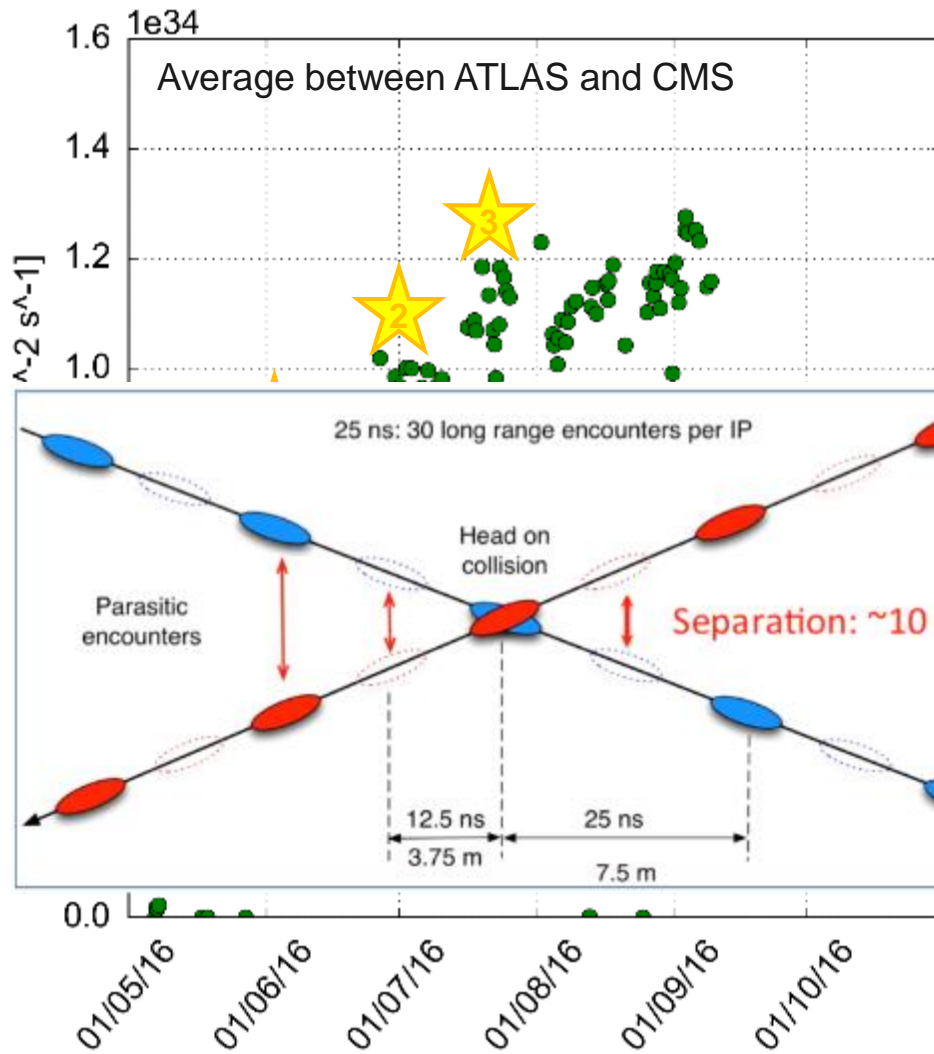 1e34
1.6
Average between ATLAS and CMS
1.4
3
1.2
2
1.0
^-2 s^-1]
25 ns: 30 long range encounters per IP
Head on
collision
Parasitic
encounters
Separation: ~10
12.5 ns
25 ns
3.75 m
7.5 m
0.0
01/05/16
01/06/16
01/07/16
01/08/16
01/09/16
01/10/16